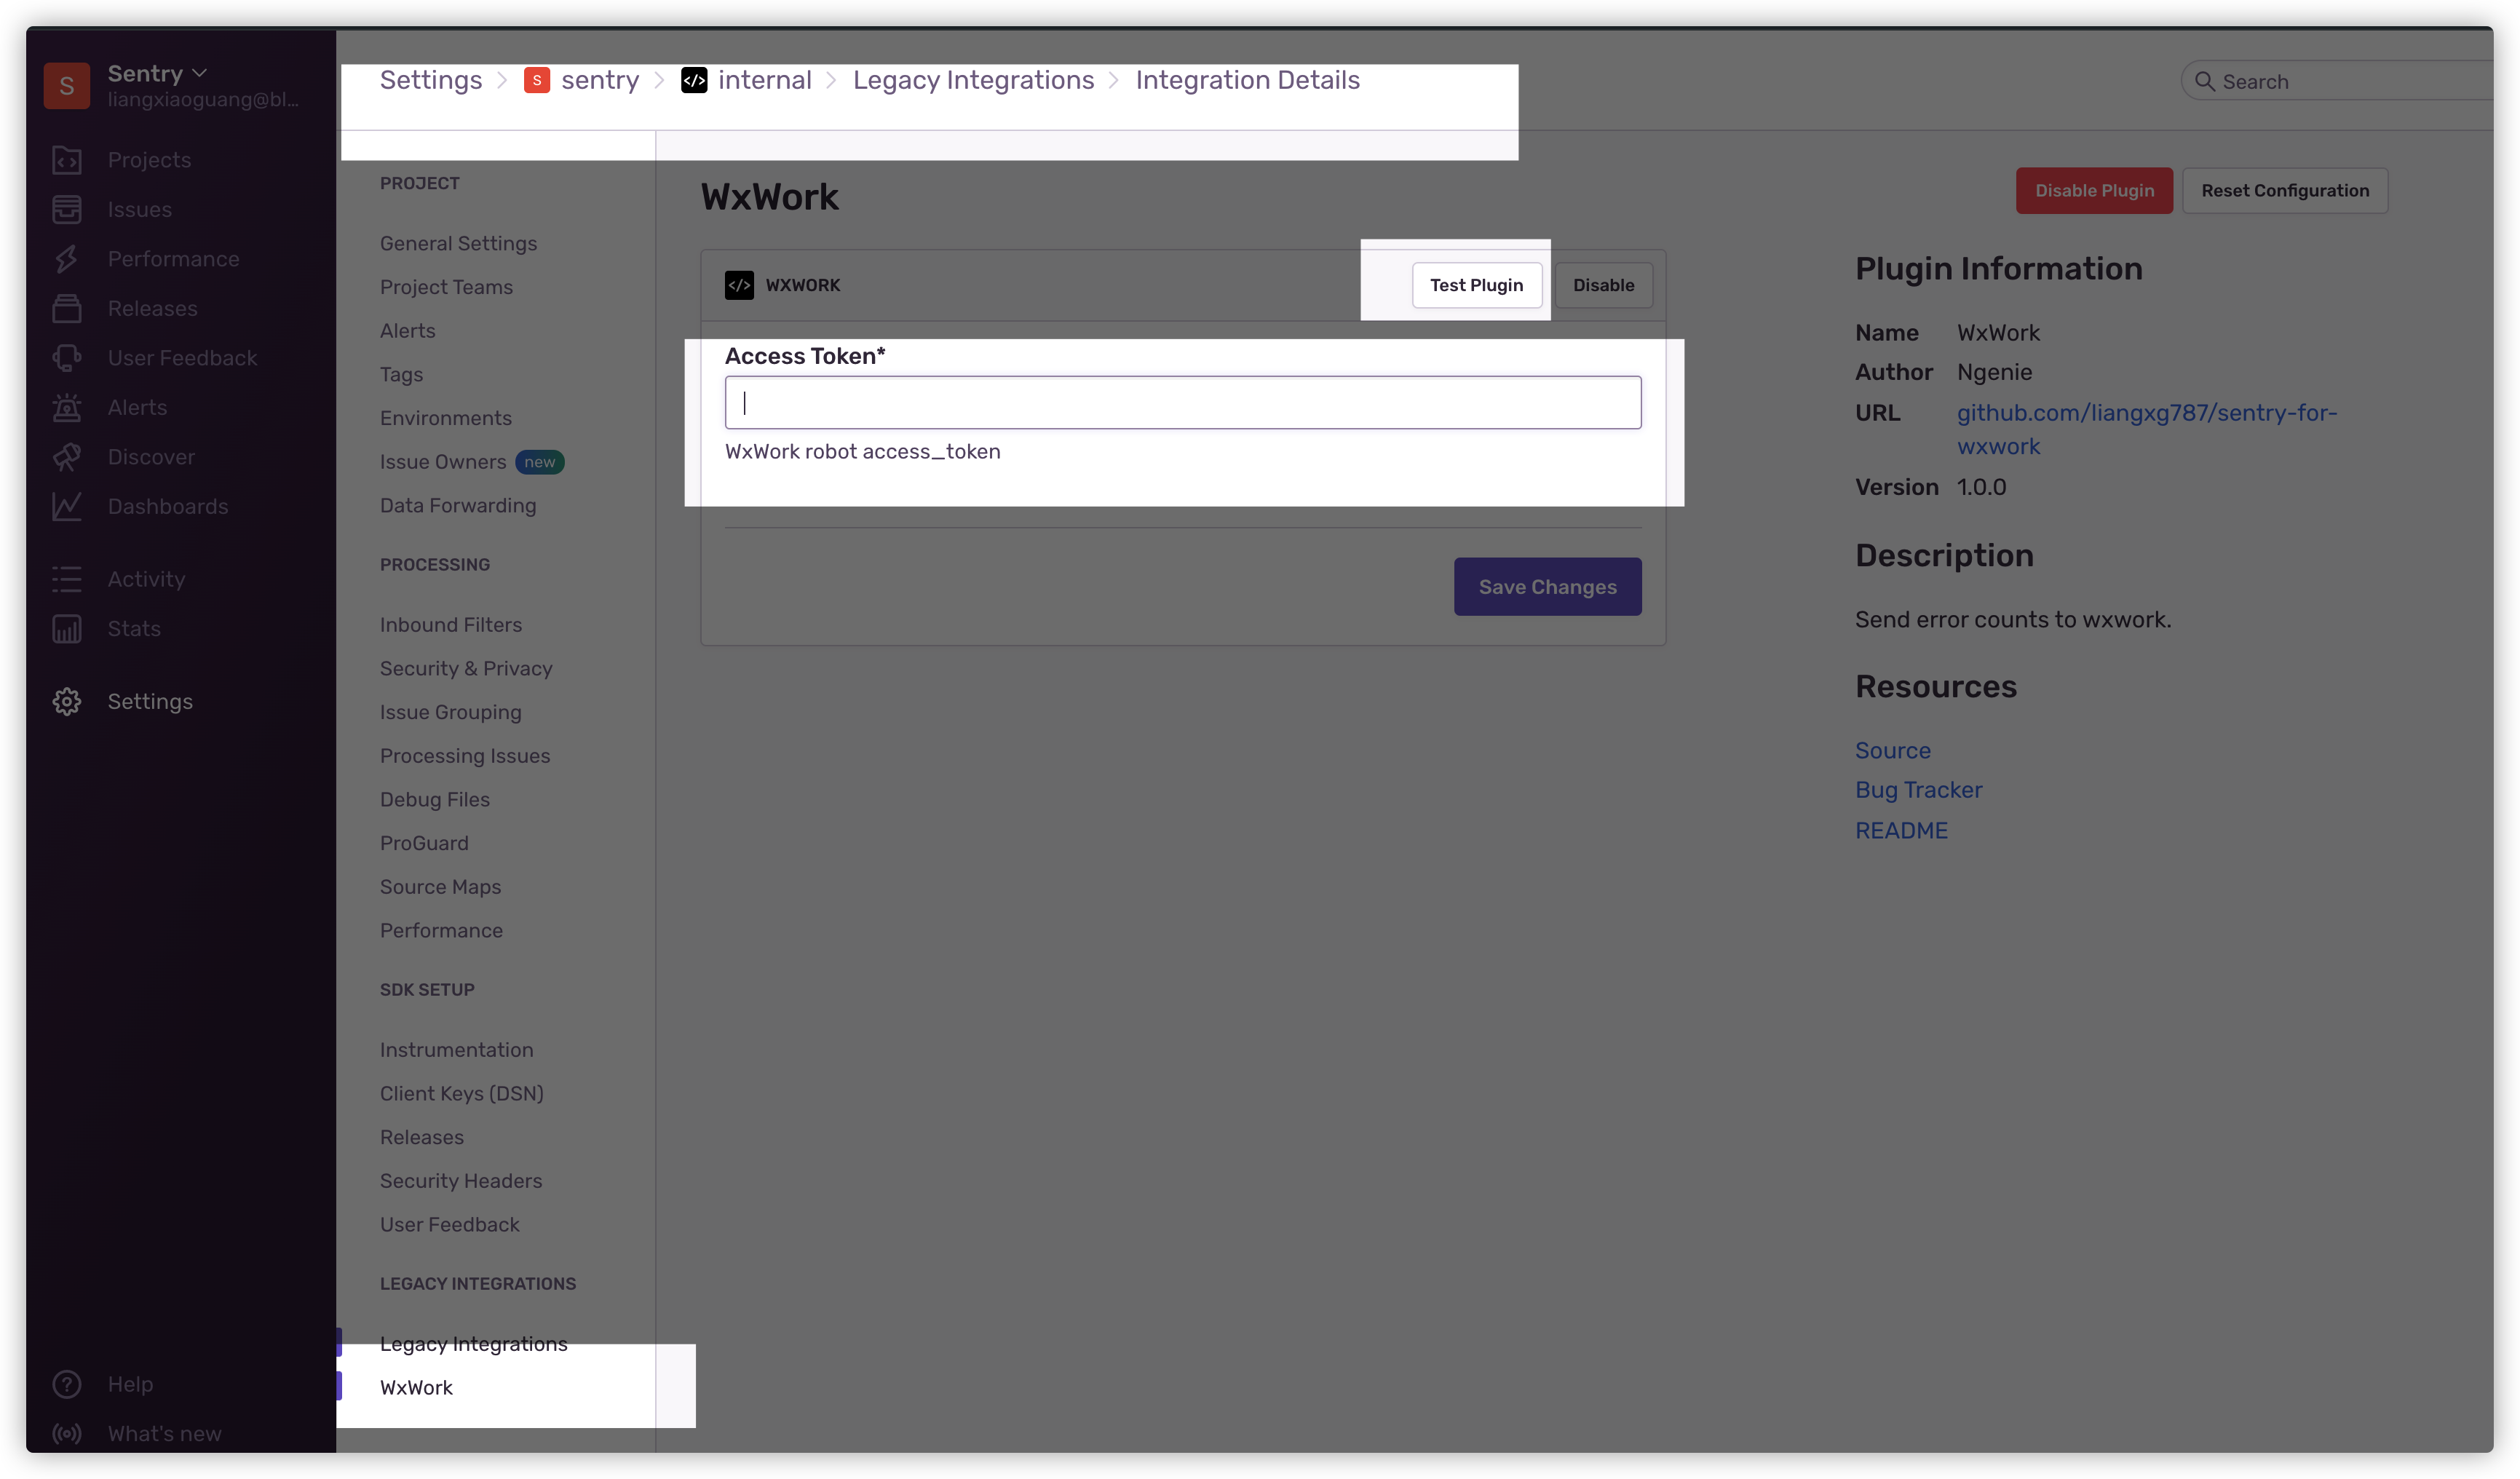 S
Sentry
liangxiaoguang@bl...
Projects
Issues
Performance
Releases
User Feedback
Alerts
Discover
Dashboards
Activity
Stats
Settings
Help
What's new
Settings > S sentry > </> internal > Legacy Integrations > Integration Details
Search
PROJECT
General Settings
Project Teams
Alerts
Tags
Environments
Issue Owners new
Data Forwarding
PROCESSING
Inbound Filters
Security & Privacy
Issue Grouping
Processing Issues
Debug Files
ProGuard
Source Maps
Performance
SDK SETUP
Instrumentation
Client Keys (DSN)
Releases
Security Headers
User Feedback
LEGACY INTEGRATIONS
Legacy Integrations
WxWork
WxWork
Disable Plugin
Reset Configuration
</> WXWORK
Test Plugin
Disable
Access Token*
WxWork robot access_token
Save Changes
Plugin Information
Name WxWork
Author Ngenie
URL github.com/liangxg787/sentry-for-
wxwork
Version 1.0.0
Description
Send error counts to wxwork.
Resources
Source
Bug Tracker
README